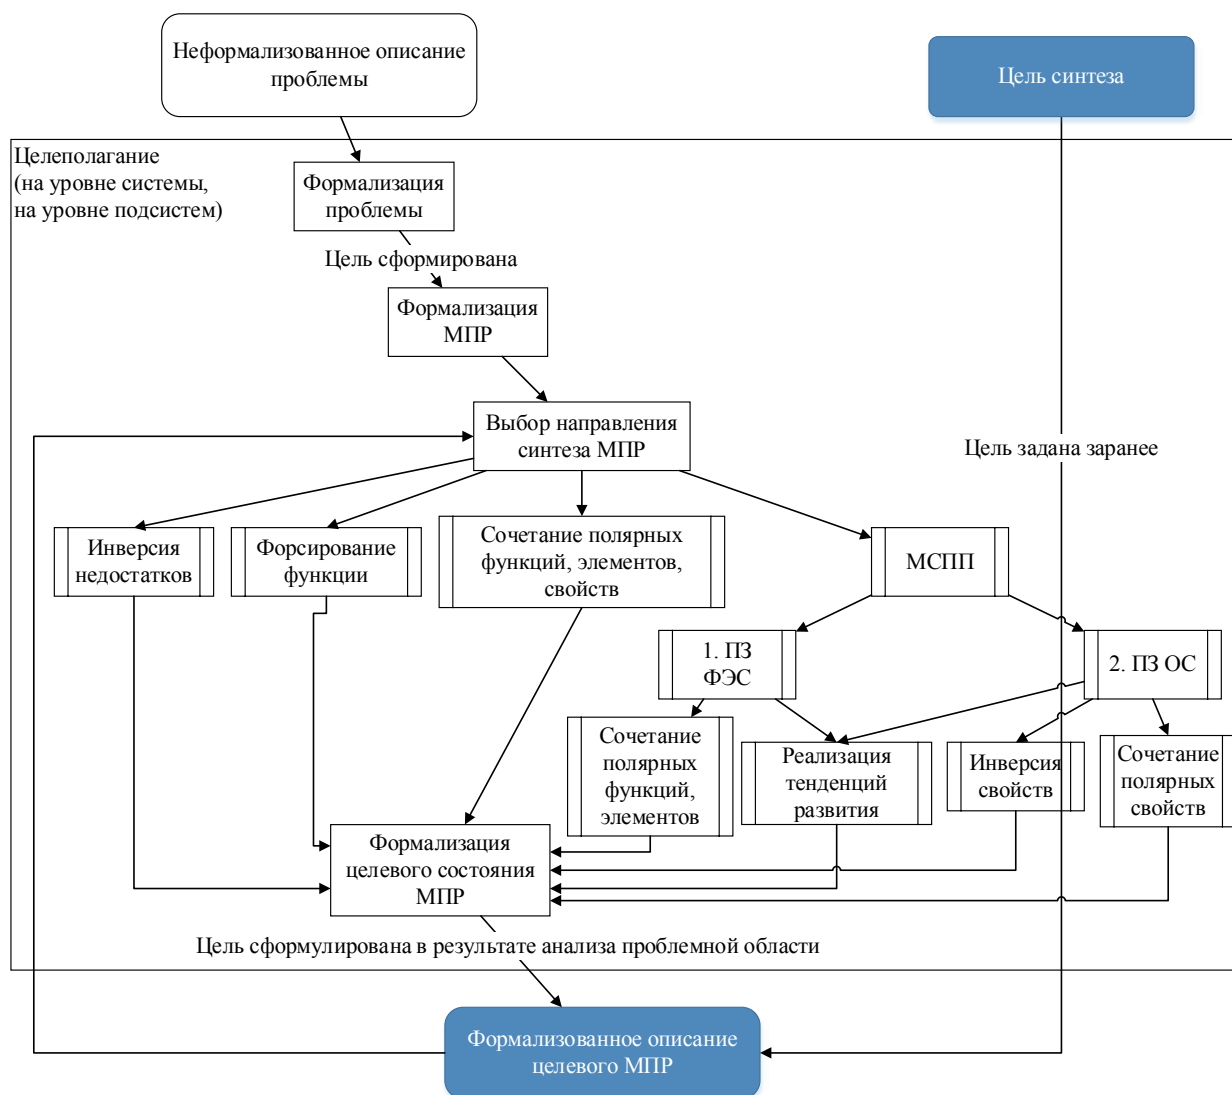 Неформализованное описание
проблемы
Цель синтеза
Целеполагание
(на уровне системы,
на уровне подсистем)
Формализация
проблемы
Цель сформирована
Формализация
МПР
Выбор направления
синтеза МПР
Цель задана заранее
Инверсия
недостатков
Форсирование
функции
Сочетание полярных
функций, элементов,
свойств
МСПП
1. ПЗ
ФЭС
2. ПЗ ОС
Сочетание
полярных
функций,
элементов
Реализация
тенденций
развития
Инверсия
свойств
Сочетание
полярных
свойств
Формализация
целевого состояния
МПР
Цель сформулирована в результате анализа проблемной области
Формализованное описание
целевого МПР